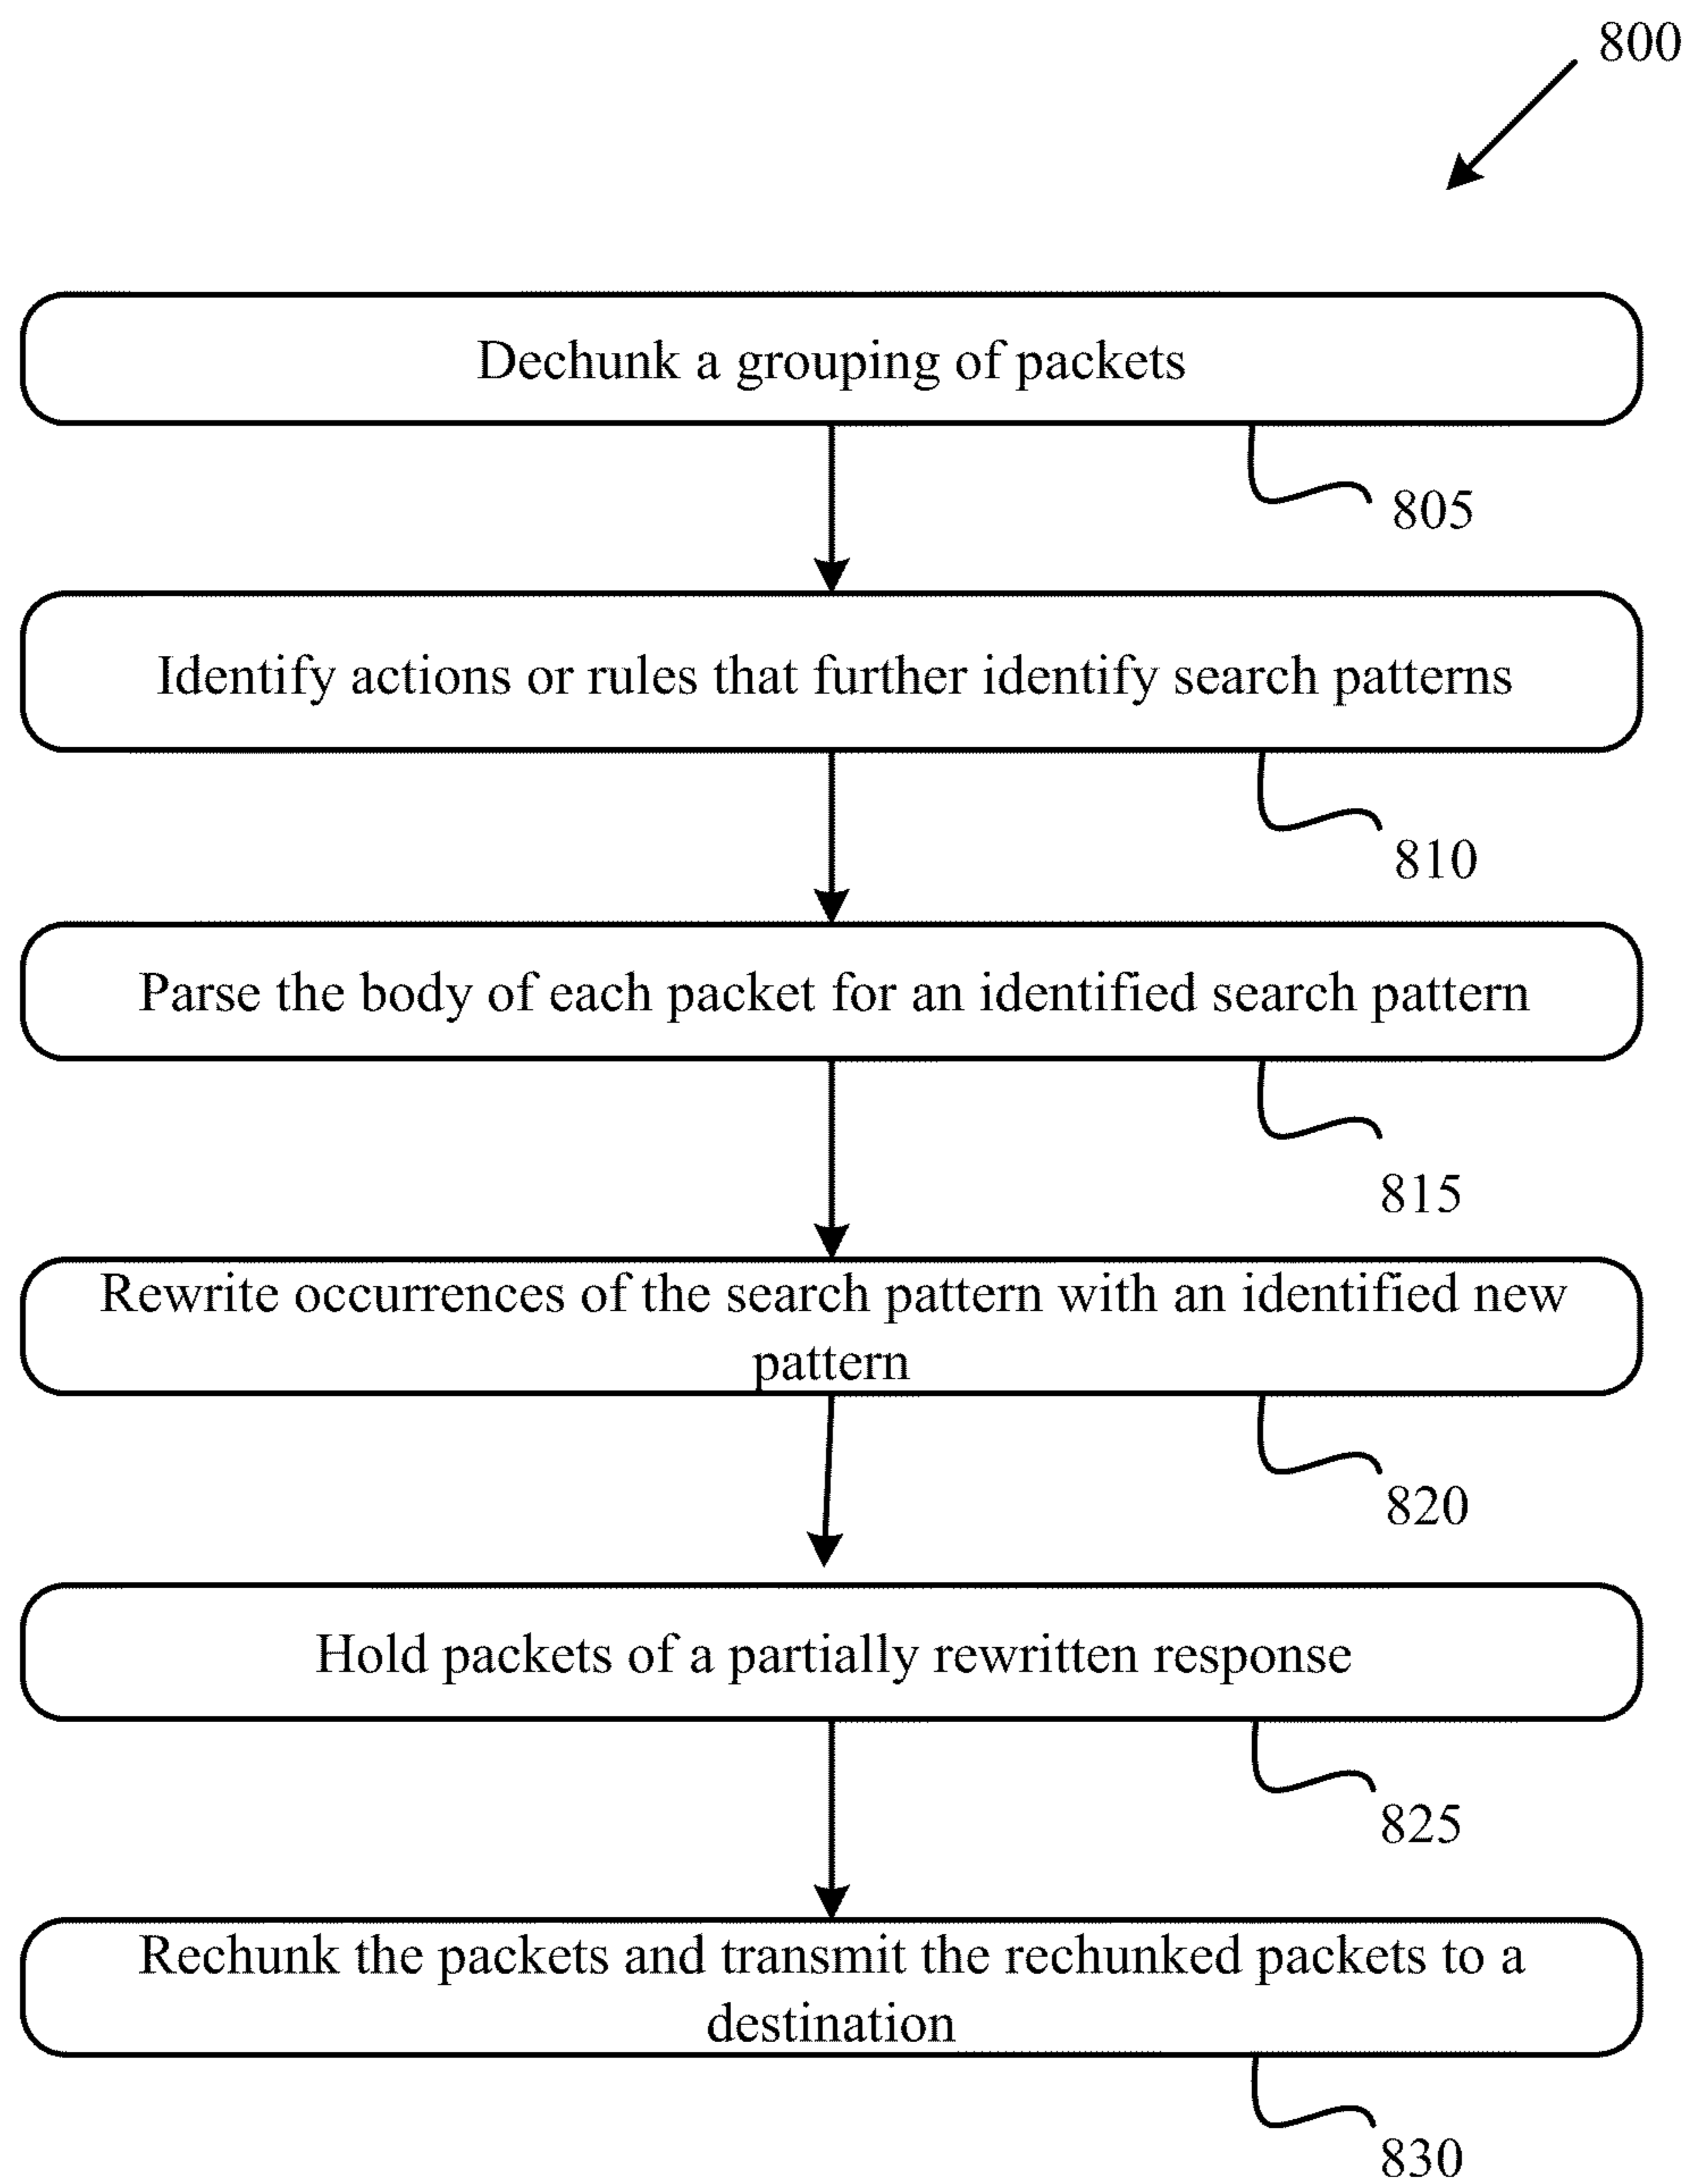 800
Dechunk a grouping of packets
805
Identify actions or rules that further identify search patterns
810
Parse the body of each packet for an identified search pattern
815
Rewrite occurrences of the search pattern with an identified new
pattern
820
Hold packets of a partially rewritten response
825
Rechunk the packets and transmit the rechunked packets to a
destination
830